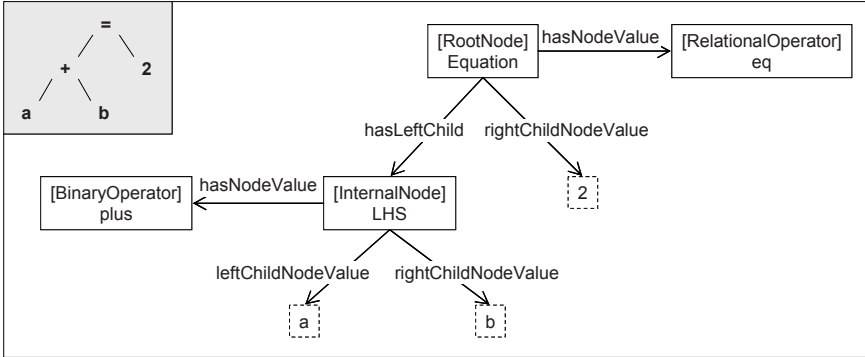 =
+ 2
a b
[RootNode]
Equation
hasNodeValue
[RelationalOperator]
eq
hasLeftChild
rightChildNodeValue
2
[BinaryOperator]
plus
hasNodeValue
[InternalNode]
LHS
leftChildNodeValue
rightChildNodeValue
a
b